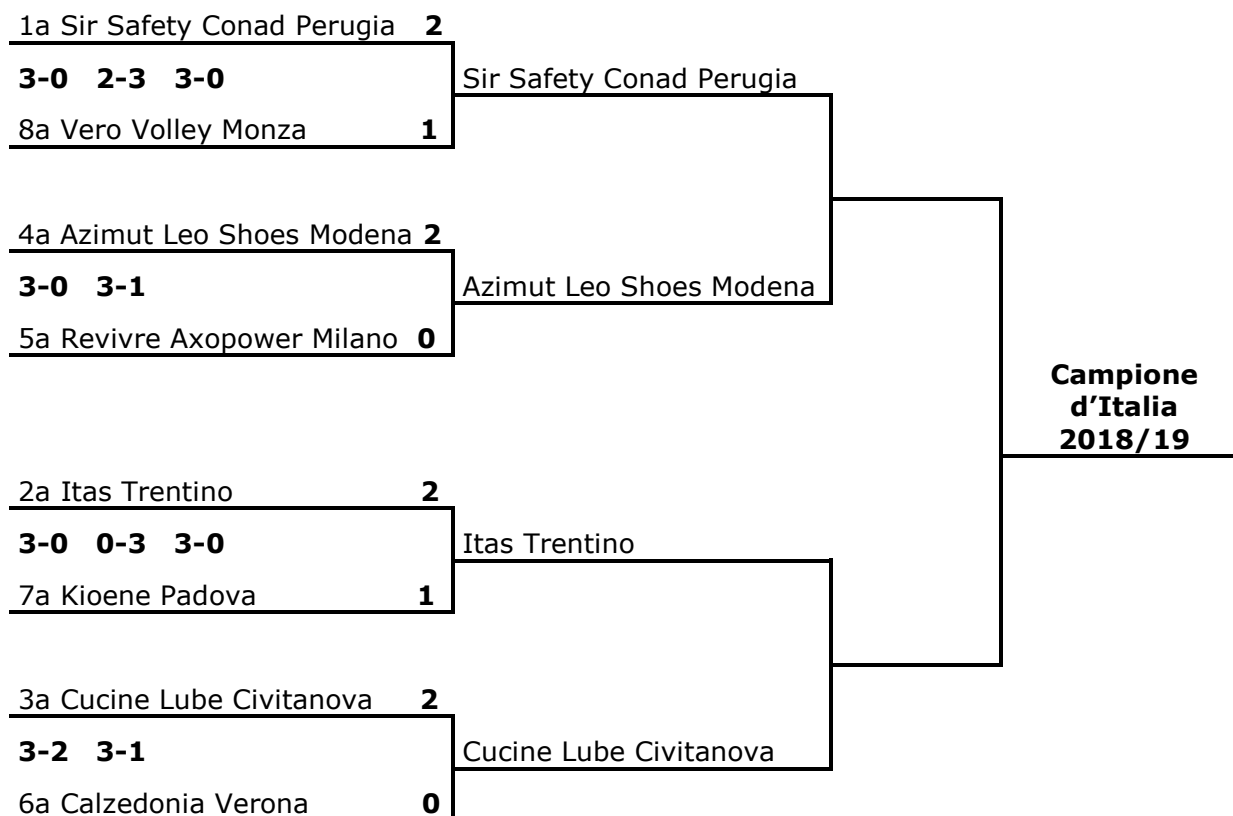 1a Sir Safety Conad Perugia 2
3-0 2-3 3-0
Sir Safety Conad Perugia
8a Vero Volley Monza 1
4a Azimut Leo Shoes Modena 2
3-0 3-1
Azimut Leo Shoes Modena
5a Revivre Axopower Milano 0
Campione
d'Italia
2018/19
2a Itas Trentino 2
3-0 0-3 3-0
Itas Trentino
7a Kioene Padova 1
3a Cucine Lube Civitanova 2
3-2 3-1
Cucine Lube Civitanova
6a Calzedonia Verona 0